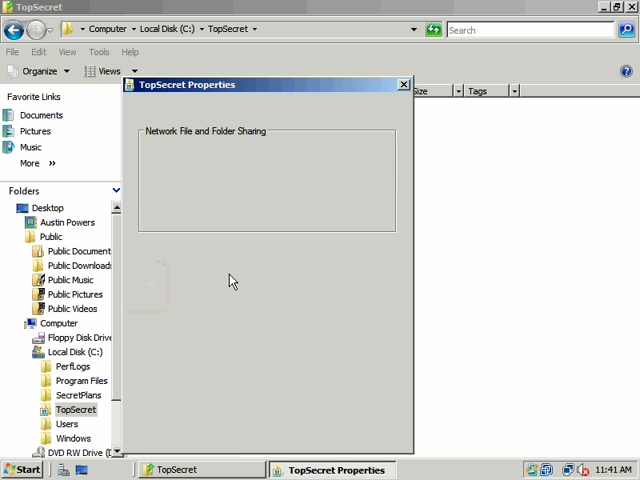 TopSecret
Computer
Local Disk (C:)
TopSecret
Search
File Edit View Tools Help
Organize Views
TopSecret Properties
Size Tags
Favorite Links
Documents
Pictures
Music
More >>
Network File and Folder Sharing
Folders
Desktop
Austin Powers
Public
Public Document
Public Download
Public Music
Public Pictures
Public Videos
Computer
Floppy Disk Drive
Local Disk (C:)
PerfLogs
Program Files
SecretPlans
TopSecret
Users
Windows
DVD RW Drive (D
Start TopSecret TopSecret Properties 11:41 AM